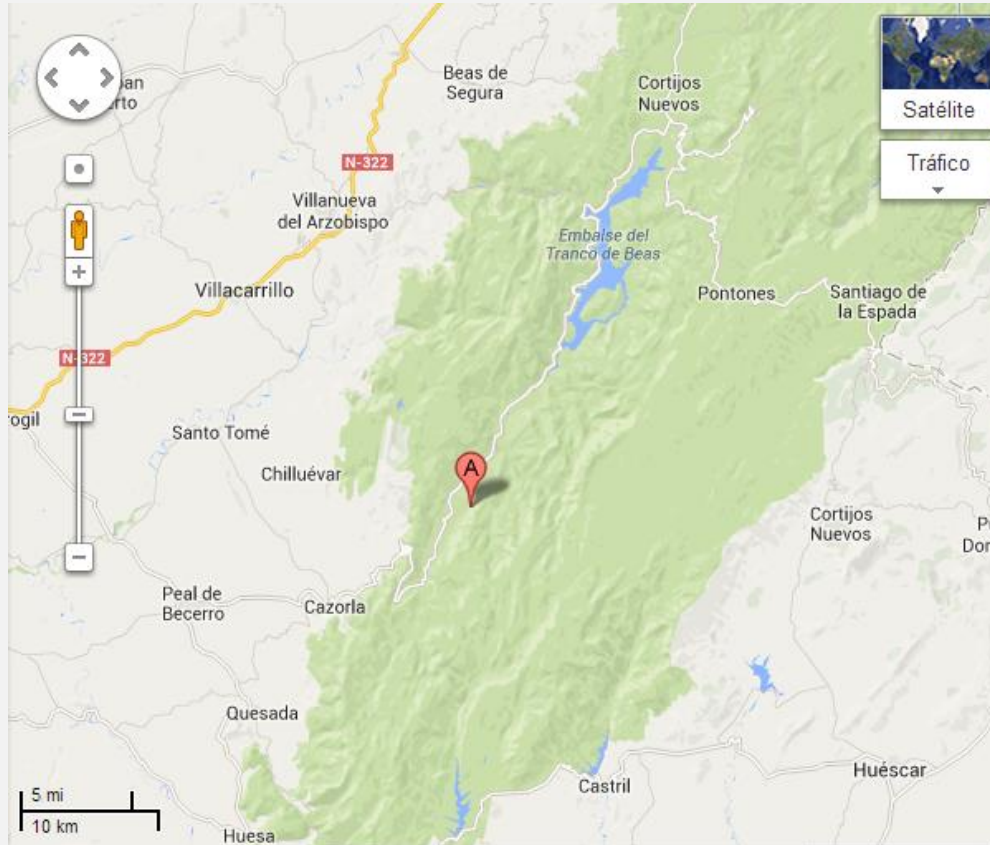 Beas de
Segura
Cortijos
Nuevos
Satélite
Tráfico
N-322
Villanueva
del Arzobispo
Embalse del
Tranco de Beas
Villacarrillo
Pontones
Santiago de
la Espada
N-322
rogil
Santo Tomé
Chilluévar
A
Cortijos
Nuevos
Peal de
Becerro
Cazorla
Quesada
Castril
Huéscar
5 mi
10 km
Huesa